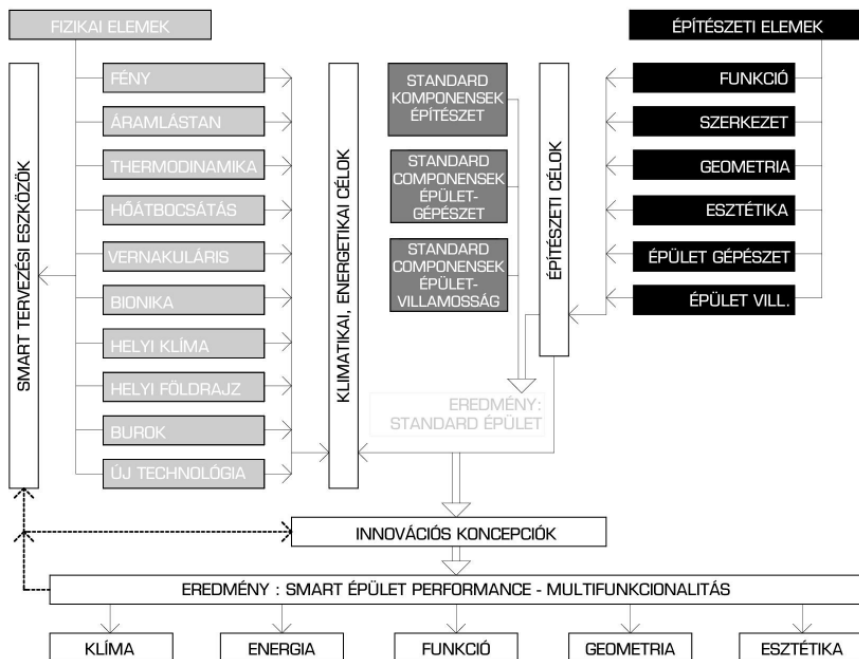 FIZIKAI ELEMEK
ÉPÍTÉSZETI ELEMEK
SMART TERVEZÉSI ESZKÖZÖK
FÉNY
ÁRAMLÁSTAN
THERMODINAMIKA
HŐÁTBOCSÁTÁS
VERNAKULÁRIS
BIONIKA
HELYI KLÍMA
HELYI FÖLDRAJZ
BUROK
ÚJ TECHNOLÓGIA
KLIMATIKAI, ENERGETIKAI CÉLOK
STANDARD
KOMPONENSEK
ÉPÍTÉSZET
STANDARD
COMPONENSEK
ÉPÜLET-
GÉPÉSZET
STANDARD
COMPONENSEK
ÉPÜLET-
VILLAMOSSÁG
ÉPÍTÉSZETI CÉLOK
FUNKCIÓ
SZERKEZET
GEOMETRIA
ESZTÉTIKA
ÉPÜLET GÉPÉSZET
ÉPÜLET VILL.
EREDMÉNY:
STANDARD ÉPÜLET
INNOVÁCIÓS KONCEPCIÓK
EREDMÉNY : SMART ÉPÜLET PERFORMANCE - MULTIFUNKCIONALITÁS
KLÍMA
ENERGIA
FUNKCIÓ
GEOMETRIA
ESZTÉTIKA